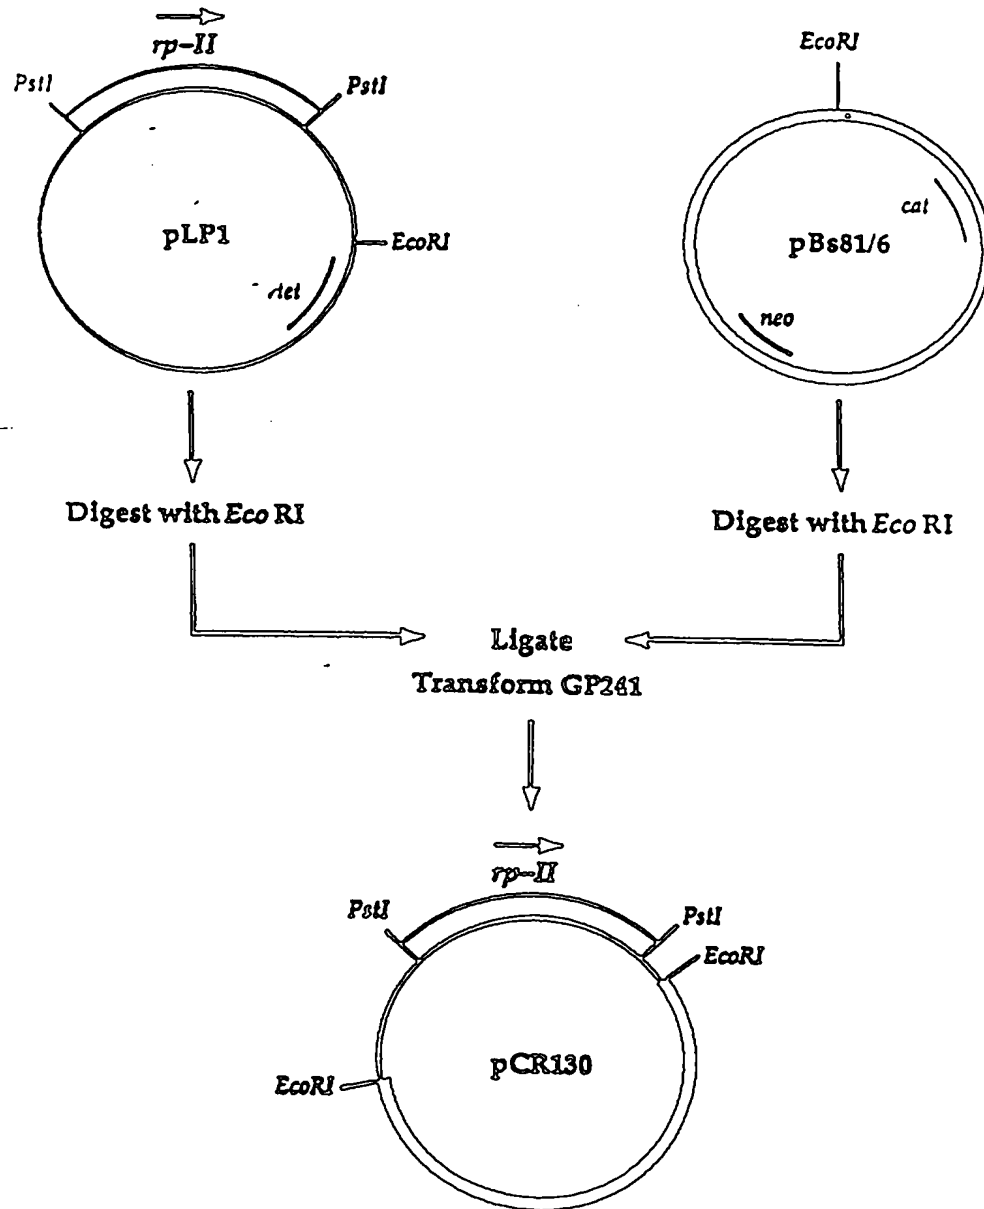 rp-II
PstI
PstI
pLP1
EcoRI
tet
EcoRI
cat
pBs81/6
neo
Digest with Eco RI
Digest with Eco RI
Ligate
Transform GP241
rp-II
PstI
PstI
EcoRI
pCR130
EcoRI